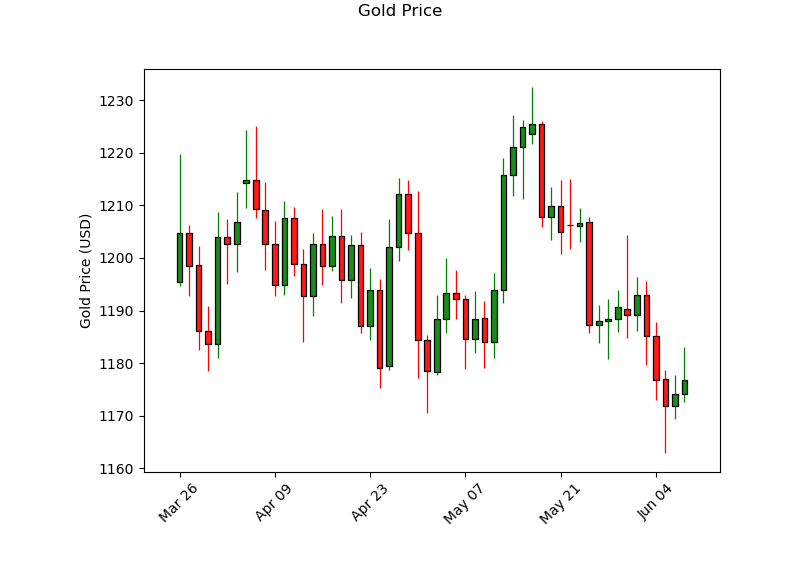 Gold Price
Gold Price (USD)
1230
1220
1210
1200
1190
1180
1170
1160
Mar 26
Apr 09
Apr 23
May 07
May 21
Jun 04